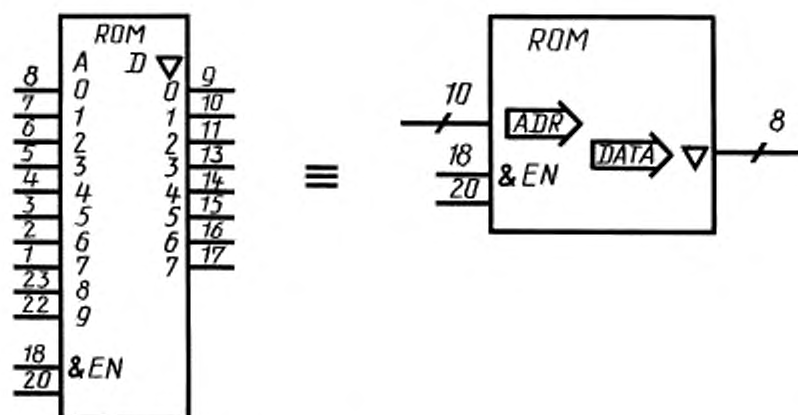 ROM
A D ▽
8 0 0 9
7 1 1 10
6 2 2 11
5 3 3 13
4 4 4 14
3 5 5 15
2 6 6 16
1 7 7 17
23 8
22 9
18 &EN
20
≡
ROM
10 ADR
DATA ▽ 8
18 &EN
20